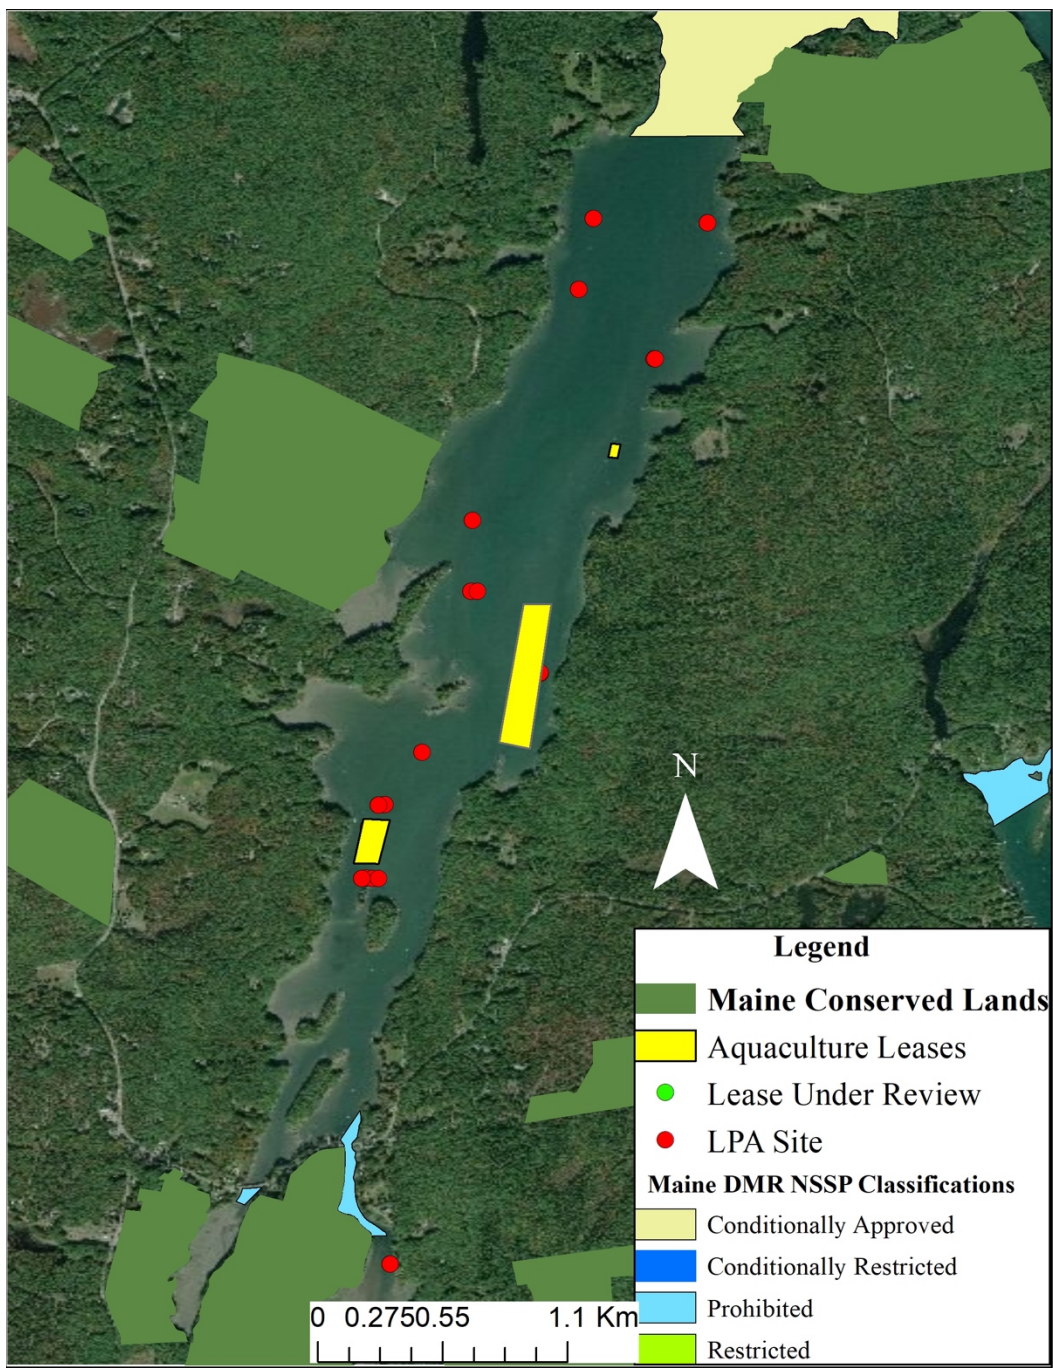 N
Legend
Maine Conserved Lands
Aquaculture Leases
Lease Under Review
LPA Site
Maine DMR NSSP Classifications
Conditionally Approved
Conditionally Restricted
Prohibited
Restricted
0 0.2750.55 1.1 Km